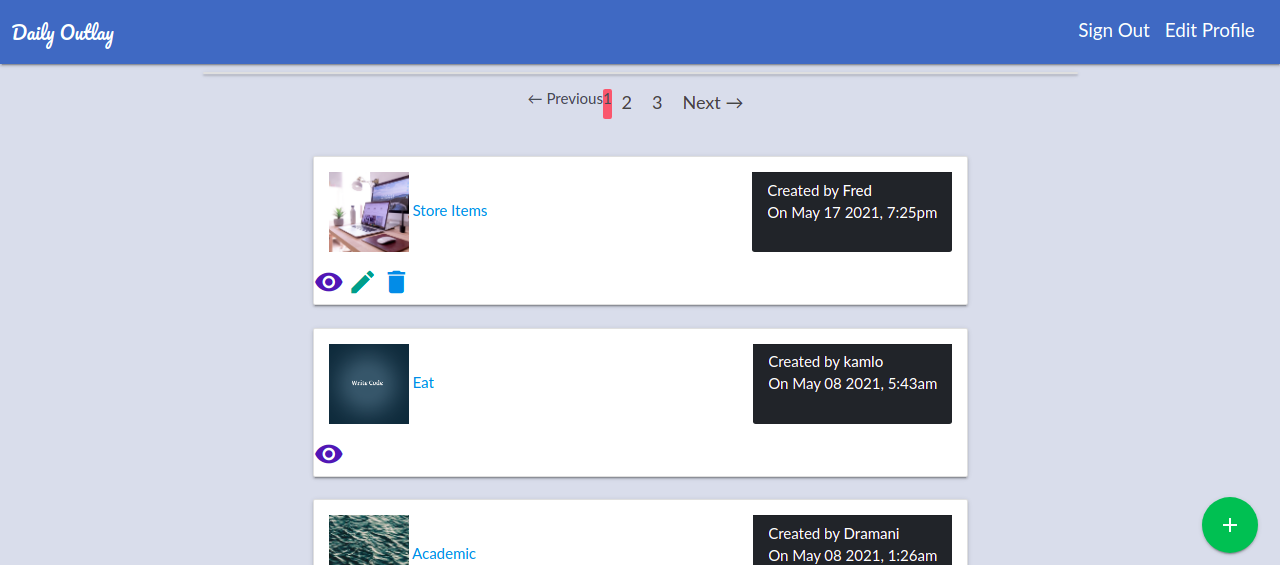 Daily Outlay
Sign Out Edit Profile
← Previous 1 2 3 Next →
Store Items
Created by Fred
On May 17 2021, 7:25pm
Write Code
Eat
Created by kamlo
On May 08 2021, 5:43am
Academic
Created by Dramani
On May 08 2021, 1:26am
+